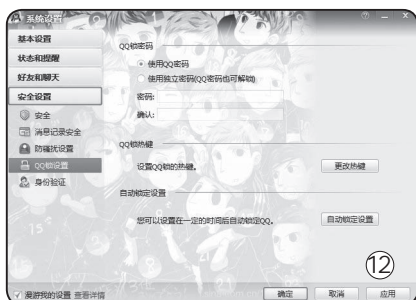 系统设置
基本设置
状态和提醒
好友和聊天
安全设置
安全
消息记录安全
防骚扰设置
QQ锁设置
身份验证
QQ锁密码
使用QQ密码
使用独立密码(QQ密码也可解锁)
密码:
确认:
QQ锁热键
设置QQ锁的热键。
更改热键
自动锁定设置
您可以设置在一定的时间后自动锁定QQ。
自动锁定设置
⑫
漫游我的设置 查看详情
确定
取消
应用